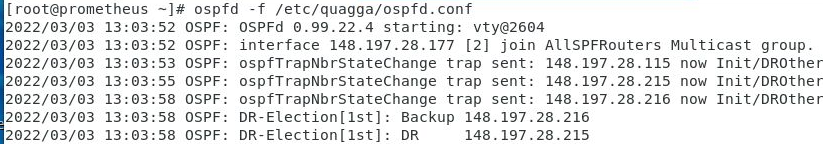 [root@prometheus ~]# ospfd -f /etc/quagga/ospfd.conf
2022/03/03 13:03:52 OSPF: OSPFd 0.99.22.4 starting: vty@2604
2022/03/03 13:03:52 OSPF: interface 148.197.28.177 [2] join AllSPFRouters Multicast group.
2022/03/03 13:03:53 OSPF: ospfTrapNbrStateChange trap sent: 148.197.28.115 now Init/DROther
2022/03/03 13:03:55 OSPF: ospfTrapNbrStateChange trap sent: 148.197.28.215 now Init/DROther
2022/03/03 13:03:58 OSPF: ospfTrapNbrStateChange trap sent: 148.197.28.216 now Init/DROther
2022/03/03 13:03:58 OSPF: DR-Election[1st]: Backup 148.197.28.216
2022/03/03 13:03:58 OSPF: DR-Election[1st]: DR     148.197.28.215